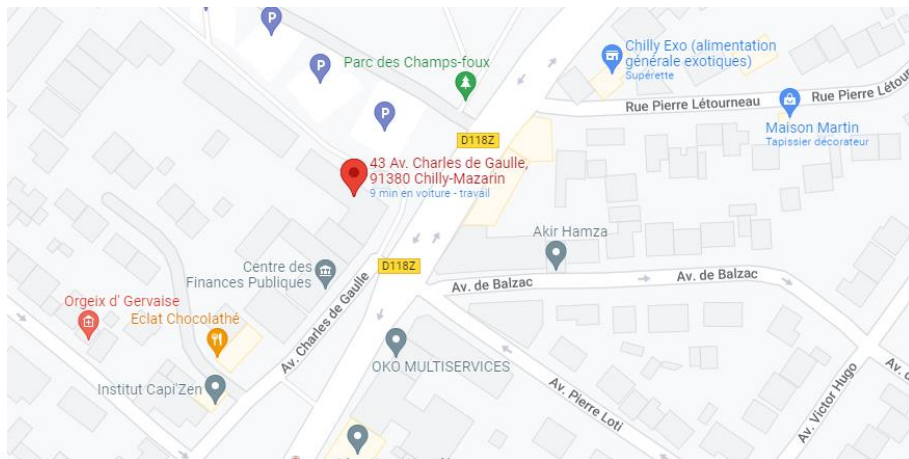 P
P
P
Parc des Champs-foux
Chilly Exo (alimentation
générale exotiques)
Supérette
Rue Pierre Létourneau
Rue Pierre Létourneau
Maison Martin
Tapissier décorateur
D118Z
43 Av. Charles de Gaulle,
91380 Chilly-Mazarin
9 min en voiture - travail
Akir Hamza
D118Z
Centre des
Finances Publiques
Av. de Balzac
Av. de Balzac
Orgeix d' Gervaise
Eclat Chocolathé
Av. Charles de Gaulle
OKO MULTISERVICES
Institut Capi'Zen
Av. Pierre Loti
Av. Victor Hugo